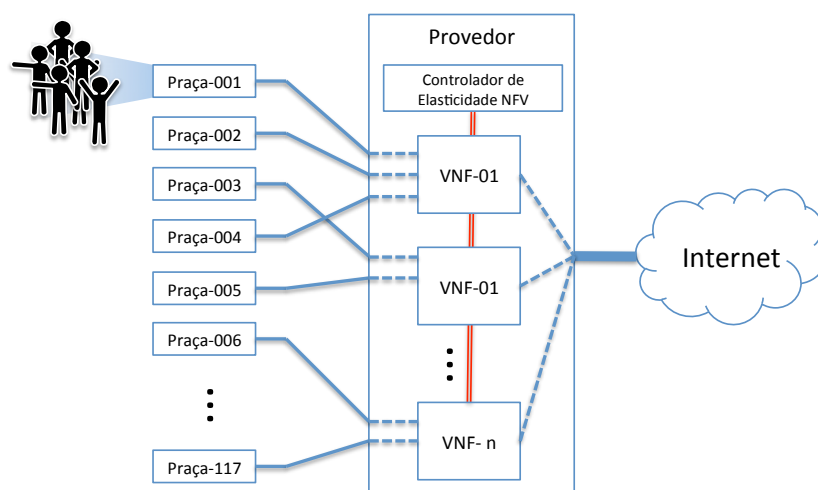 Provedor
Controlador de
Elasticidade NFV
Praça-001
Praça-002
Praça-003
Praça-004
Praça-005
Praça-006
Praça-117
VNF-01
VNF-01
VNF- n
Internet